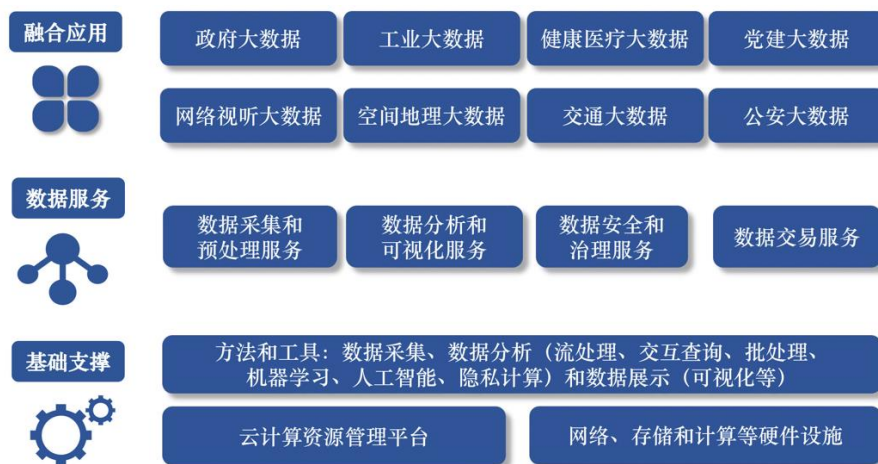 融合应用
政府大数据
工业大数据
健康医疗大数据
党建大数据
网络视听大数据
空间地理大数据
交通大数据
公安大数据
数据服务
数据采集和
预处理服务
数据分析和
可视化服务
数据安全和
治理服务
数据交易服务
基础支撑
方法和工具：数据采集、数据分析（流处理、交互查询、批处理、
机器学习、人工智能、隐私计算）和数据展示（可视化等）
云计算资源管理平台
网络、存储和计算等硬件设施